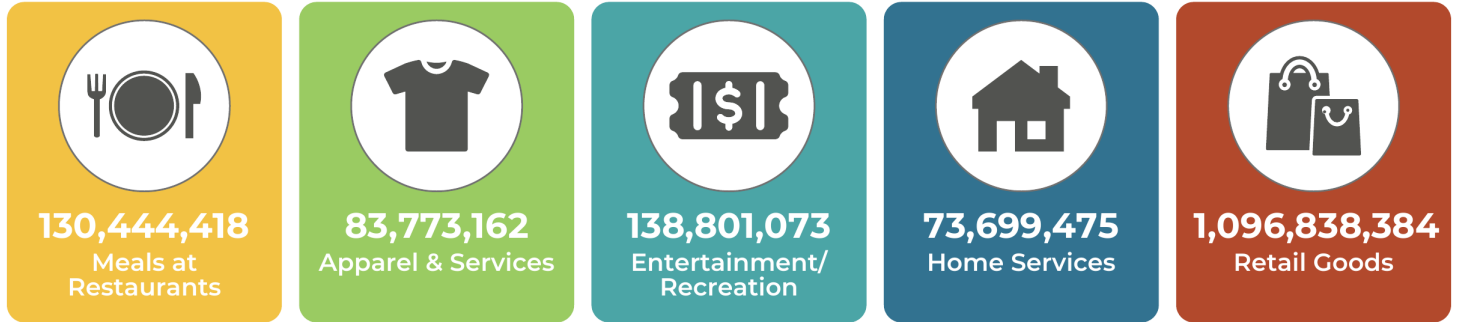 $
130,444,418
Meals at
Restaurants
83,773,162
Apparel & Services
138,801,073
Entertainment/
Recreation
73,699,475
Home Services
1,096,838,384
Retail Goods